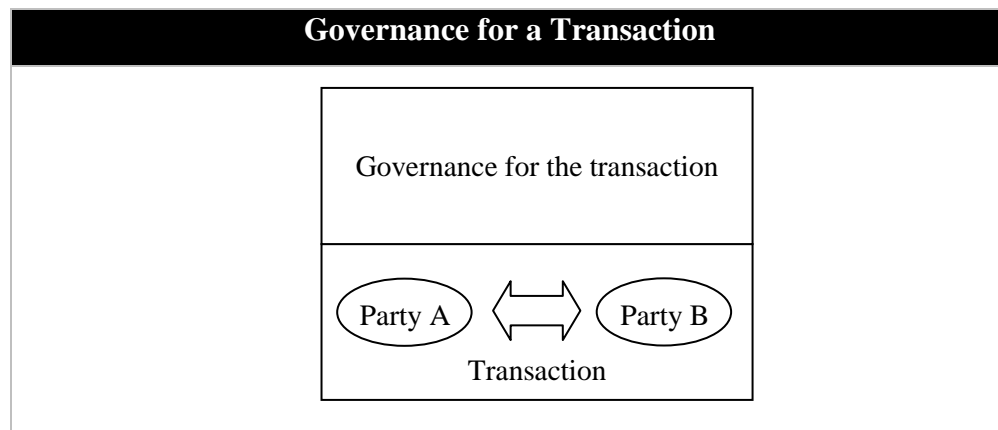 Governance for a Transaction
Governance for the transaction
Party A
Party B
Transaction